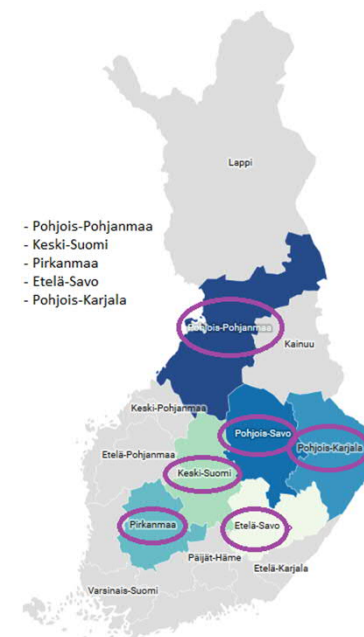 Lappi
- Pohjois-Pohjanmaa
- Keski-Suomi
- Pirkanmaa
- Etelä-Savo
- Pohjois-Karjala
Pohjois-Pohjanmaa
Kainuu
Keski-Pohjanmaa
Pohjois-Savo
Pohjois-Karjala
Etelä-Pohjanmaa
Keski-Suomi
Pirkanmaa
Etelä-Savo
Päijät-Häme
Etelä-Karjala
Varsinais-Suomi